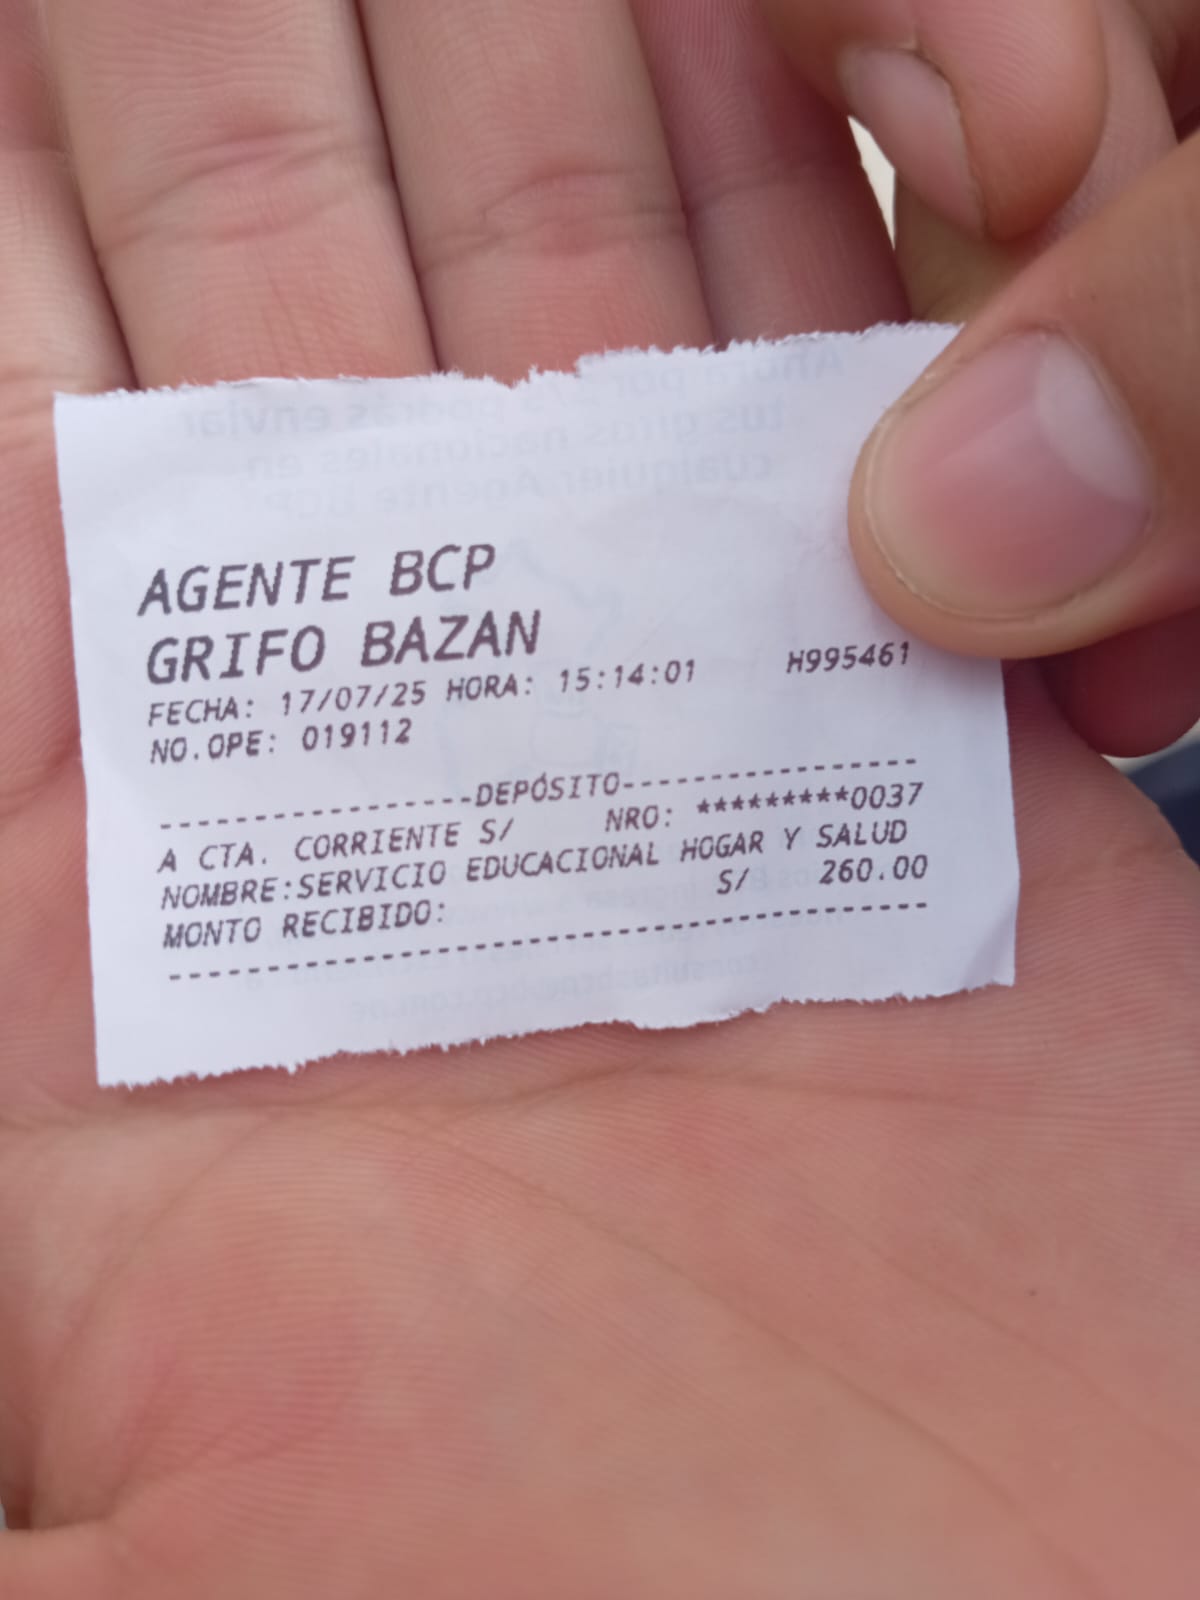 AGENTE BCP
GRIFO BAZAN
FECHA: 17/07/25 HORA: 15:14:01 H995461
NO.OPE: 019112
-----------------DEPÓSITO----------------
A CTA. CORRIENTE S/ NRO: *********0037
NOMBRE:SERVICIO EDUCACIONAL HOGAR Y SALUD
MONTO RECIBIDO: S/ 260.00
-----------------------------------------